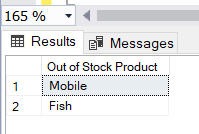 165 %
Results Messages
Out of Stock Product
1 Mobile
2 Fish